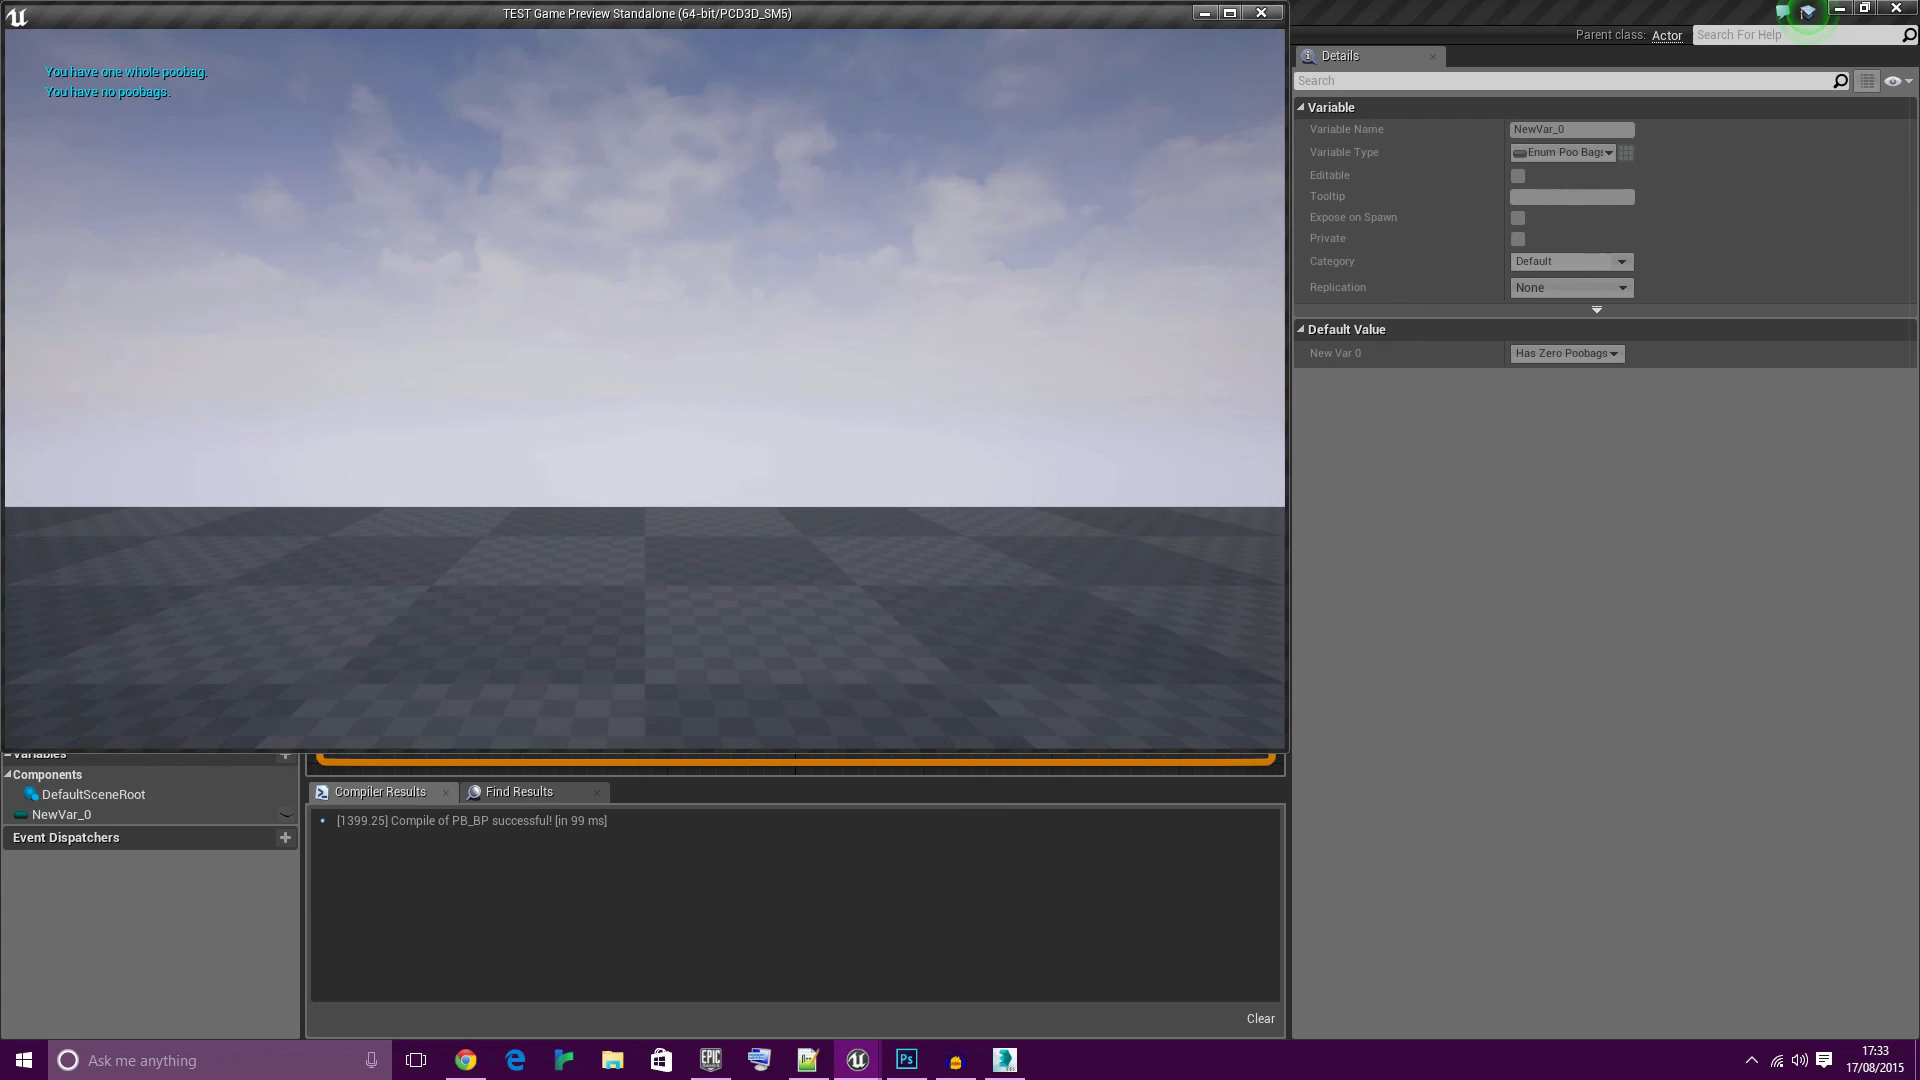 TEST Game Preview Standalone (64-bit/PCD3D_SM5)
Parent class: Actor
Search For Help
You have one whole poobag.
You have no poobags.
Details
Search
Variable
Variable Name
NewVar_0
Variable Type
Enum Poo Bags
Editable
Tooltip
Expose on Spawn
Private
Category
Default
Replication
None
Default Value
New Var 0
Has Zero Poobags
Variables
Components
DefaultSceneRoot
NewVar_0
Event Dispatchers
Compiler Results
Find Results
[1399.25] Compile of PB_BP successful! [in 99 ms]
Clear
Ask me anything
EPIC
Ps
17:33
17/08/2015